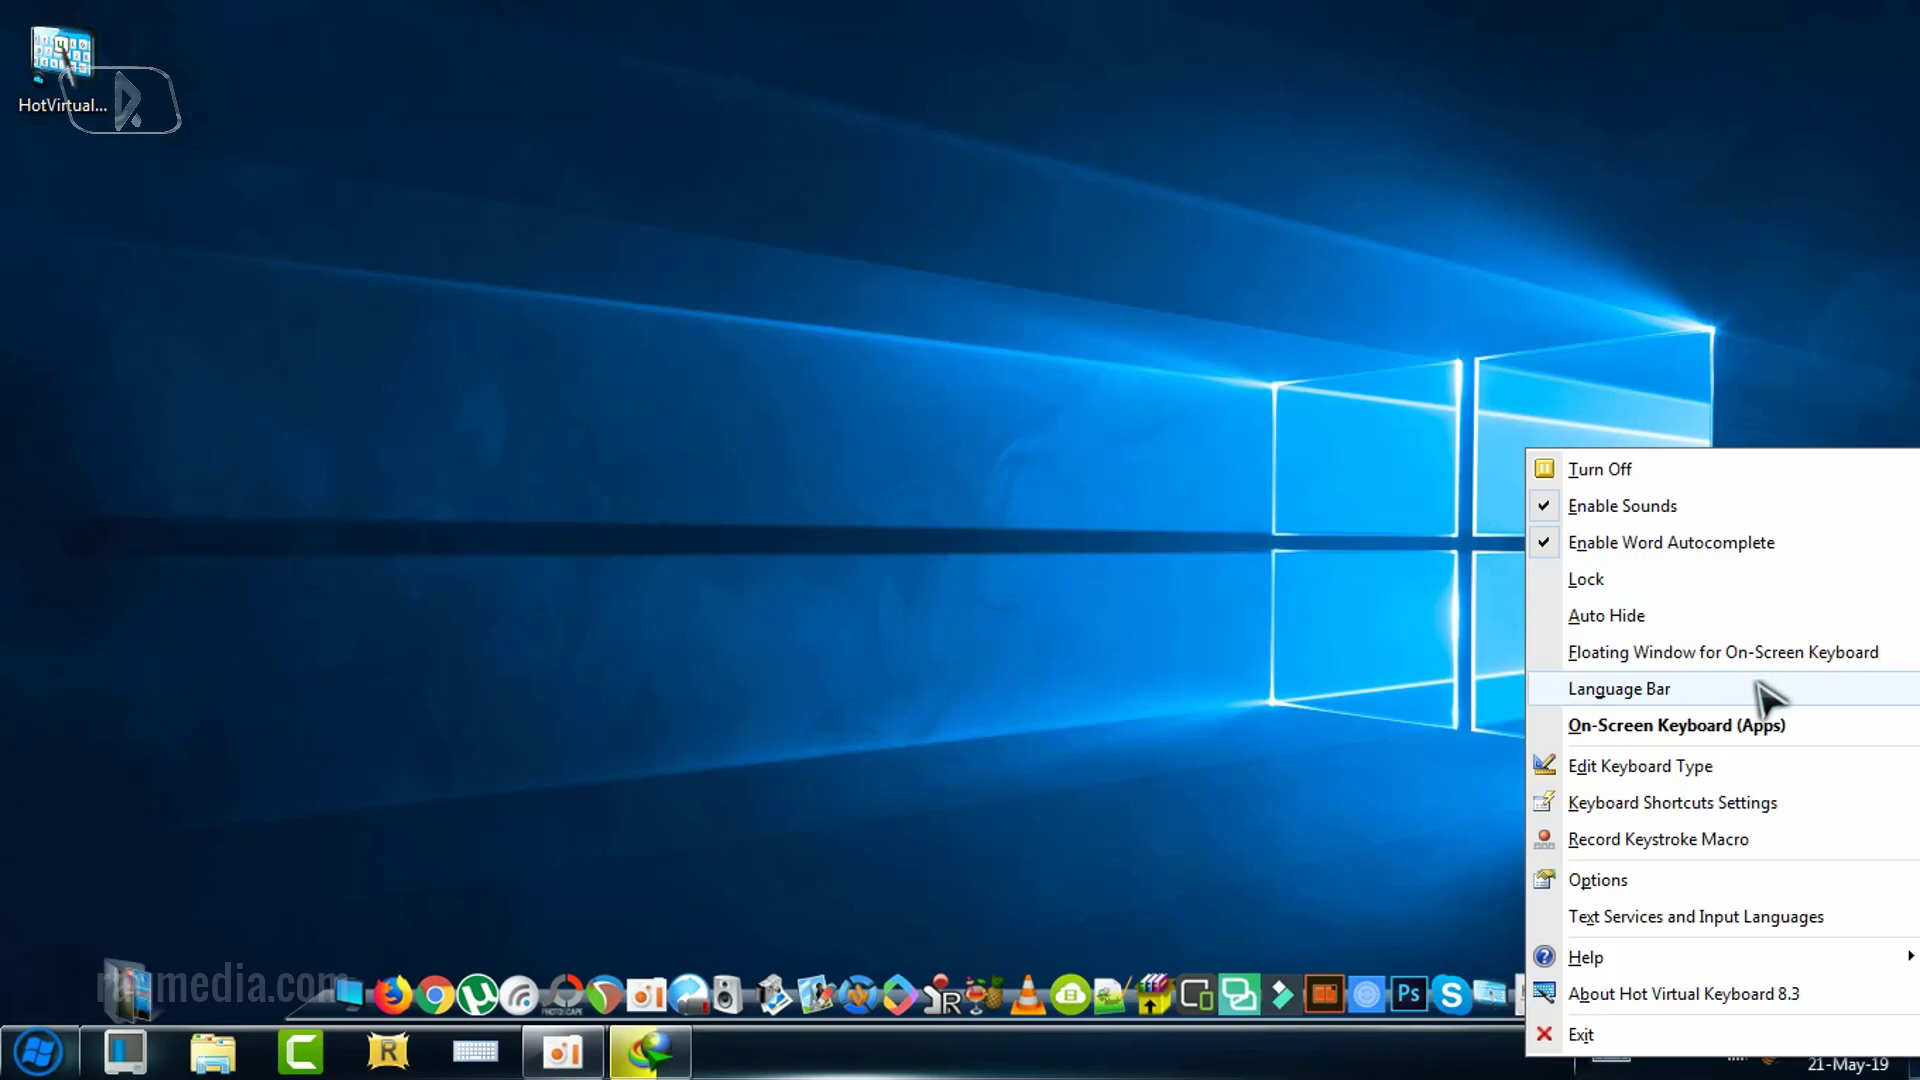 HotVirtual...
Turn Off
Enable Sounds
Enable Word Autocomplete
Lock
Auto Hide
Floating Window for On-Screen Keyboard
Language Bar
On-Screen Keyboard (Apps)
Edit Keyboard Type
Keyboard Shortcuts Settings
Record Keystroke Macro
Options
Text Services and Input Languages
Help
About Hot Virtual Keyboard 8.3
Exit
media.com
PHOTOSCAPE
R
Ps
S
C
R
21-May-19